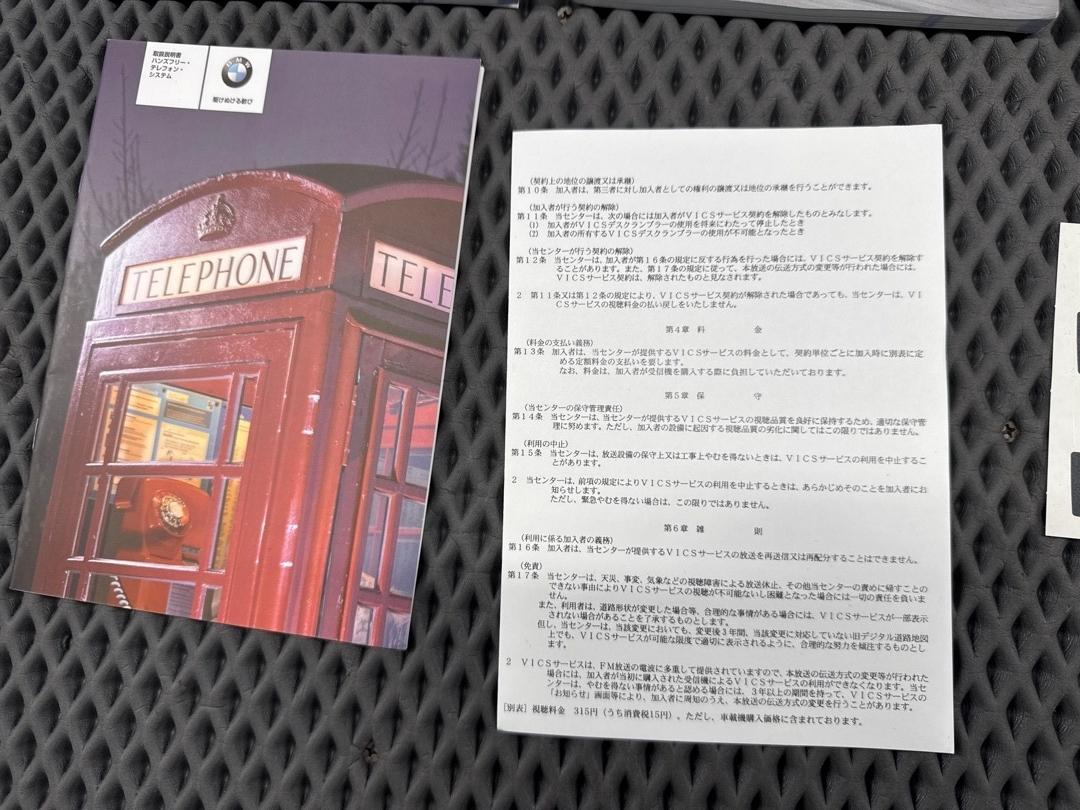 取扱説明書
ハンズフリー・
テレフォン・
システム
BMW
駆けぬける歓び
TELEPHONE
TELE
（契約上の地位の譲渡又は承継）
第１０条　加入者は、第三者に対し加入者としての権利の譲渡又は地位の承継を行うことができます。
（加入者が行う契約の解除）
第１１条　当センターは、次の場合には加入者がＶＩＣＳサービス契約を解除したものとみなします。
(1)　加入者がＶＩＣＳデスクランブラーの使用を将来にわたって停止したとき
(2)　加入者の所有するＶＩＣＳデスクランブラーの使用が不可能となったとき
（当センターが行う契約の解除）
第１２条　当センターは、加入者が第１６条の規定に反する行為を行った場合には、ＶＩＣＳサービス契約を解除す
ることがあります。また、第１７条の規定に従って、本放送の伝送方式の変更等が行われた場合には、
ＶＩＣＳサービス契約は、解除されたものと見なされます。
２　第１１条又は第１２条の規定により、ＶＩＣＳサービス契約が解除された場合であっても、当センターは、ＶＩ
ＣＳサービスの視聴料金の払い戻しをいたしません。
第４章　料　　　　金
（料金の支払い義務）
第１３条　加入者は、当センターが提供するＶＩＣＳサービスの料金として、契約単位ごとに加入時に別表に定
める定額料金の支払いを要します。
なお、料金は、加入者が受信機を購入する際に負担していただいております。
第５章　保　　　　守
（当センターの保守管理責任）
第１４条　当センターは、当センターが提供するＶＩＣＳサービスの視聴品質を良好に保持するため、適切な保守管
理に努めます。ただし、加入者の設備に起因する視聴品質の劣化に関してはこの限りではありません。
（利用の中止）
第１５条　当センターは、放送設備の保守上又は工事上やむを得ないときは、ＶＩＣＳサービスの利用を中止するこ
とがあります。
２　当センターは、前項の規定によりＶＩＣＳサービスの利用を中止するときは、あらかじめそのことを加入者にお
知らせします。
ただし、緊急やむを得ない場合は、この限りではありません。
第６章　雑　　　　則
（利用に係る加入者の義務）
第１６条　加入者は、当センターが提供するＶＩＣＳサービスの放送を再送信又は再配分することはできません。
（免責）
第１７条　当センターは、天災、事変、気象などの視聴障害による放送休止、その他当センターの責めに帰すことの
できない事由によりＶＩＣＳサービスの視聴が不可能ないし困難となった場合には一切の責任を負いま
せん。
また、利用者は、道路形状が変更した場合等、合理的な事情がある場合には、ＶＩＣＳサービスが一部表示
されない場合があることを了承するものとします。
但し、当センターは、当該変更においても、変更後３年間、当該変更に対応していない旧デジタル道路地図
上でも、ＶＩＣＳサービスが可能な限度で適切に表示されるように、合理的な努力を傾注するものとし
ます。
２　ＶＩＣＳサービスは、ＦＭ放送の電波に多重して提供されていますので、本放送の伝送方式の変更等が行われた
場合には、加入者が当初に購入された受信機によるＶＩＣＳサービスの利用ができなくなります。当セ
ンターは、やむを得ない事情があると認める場合には、３年以上の期間を持って、ＶＩＣＳサービスの
「お知らせ」画面等により、加入者に周知のうえ、本放送の伝送方式の変更を行うことがあります。
［別表］視聴料金　315円（うち消費税15円）。ただし、車載機購入価格に含まれております。